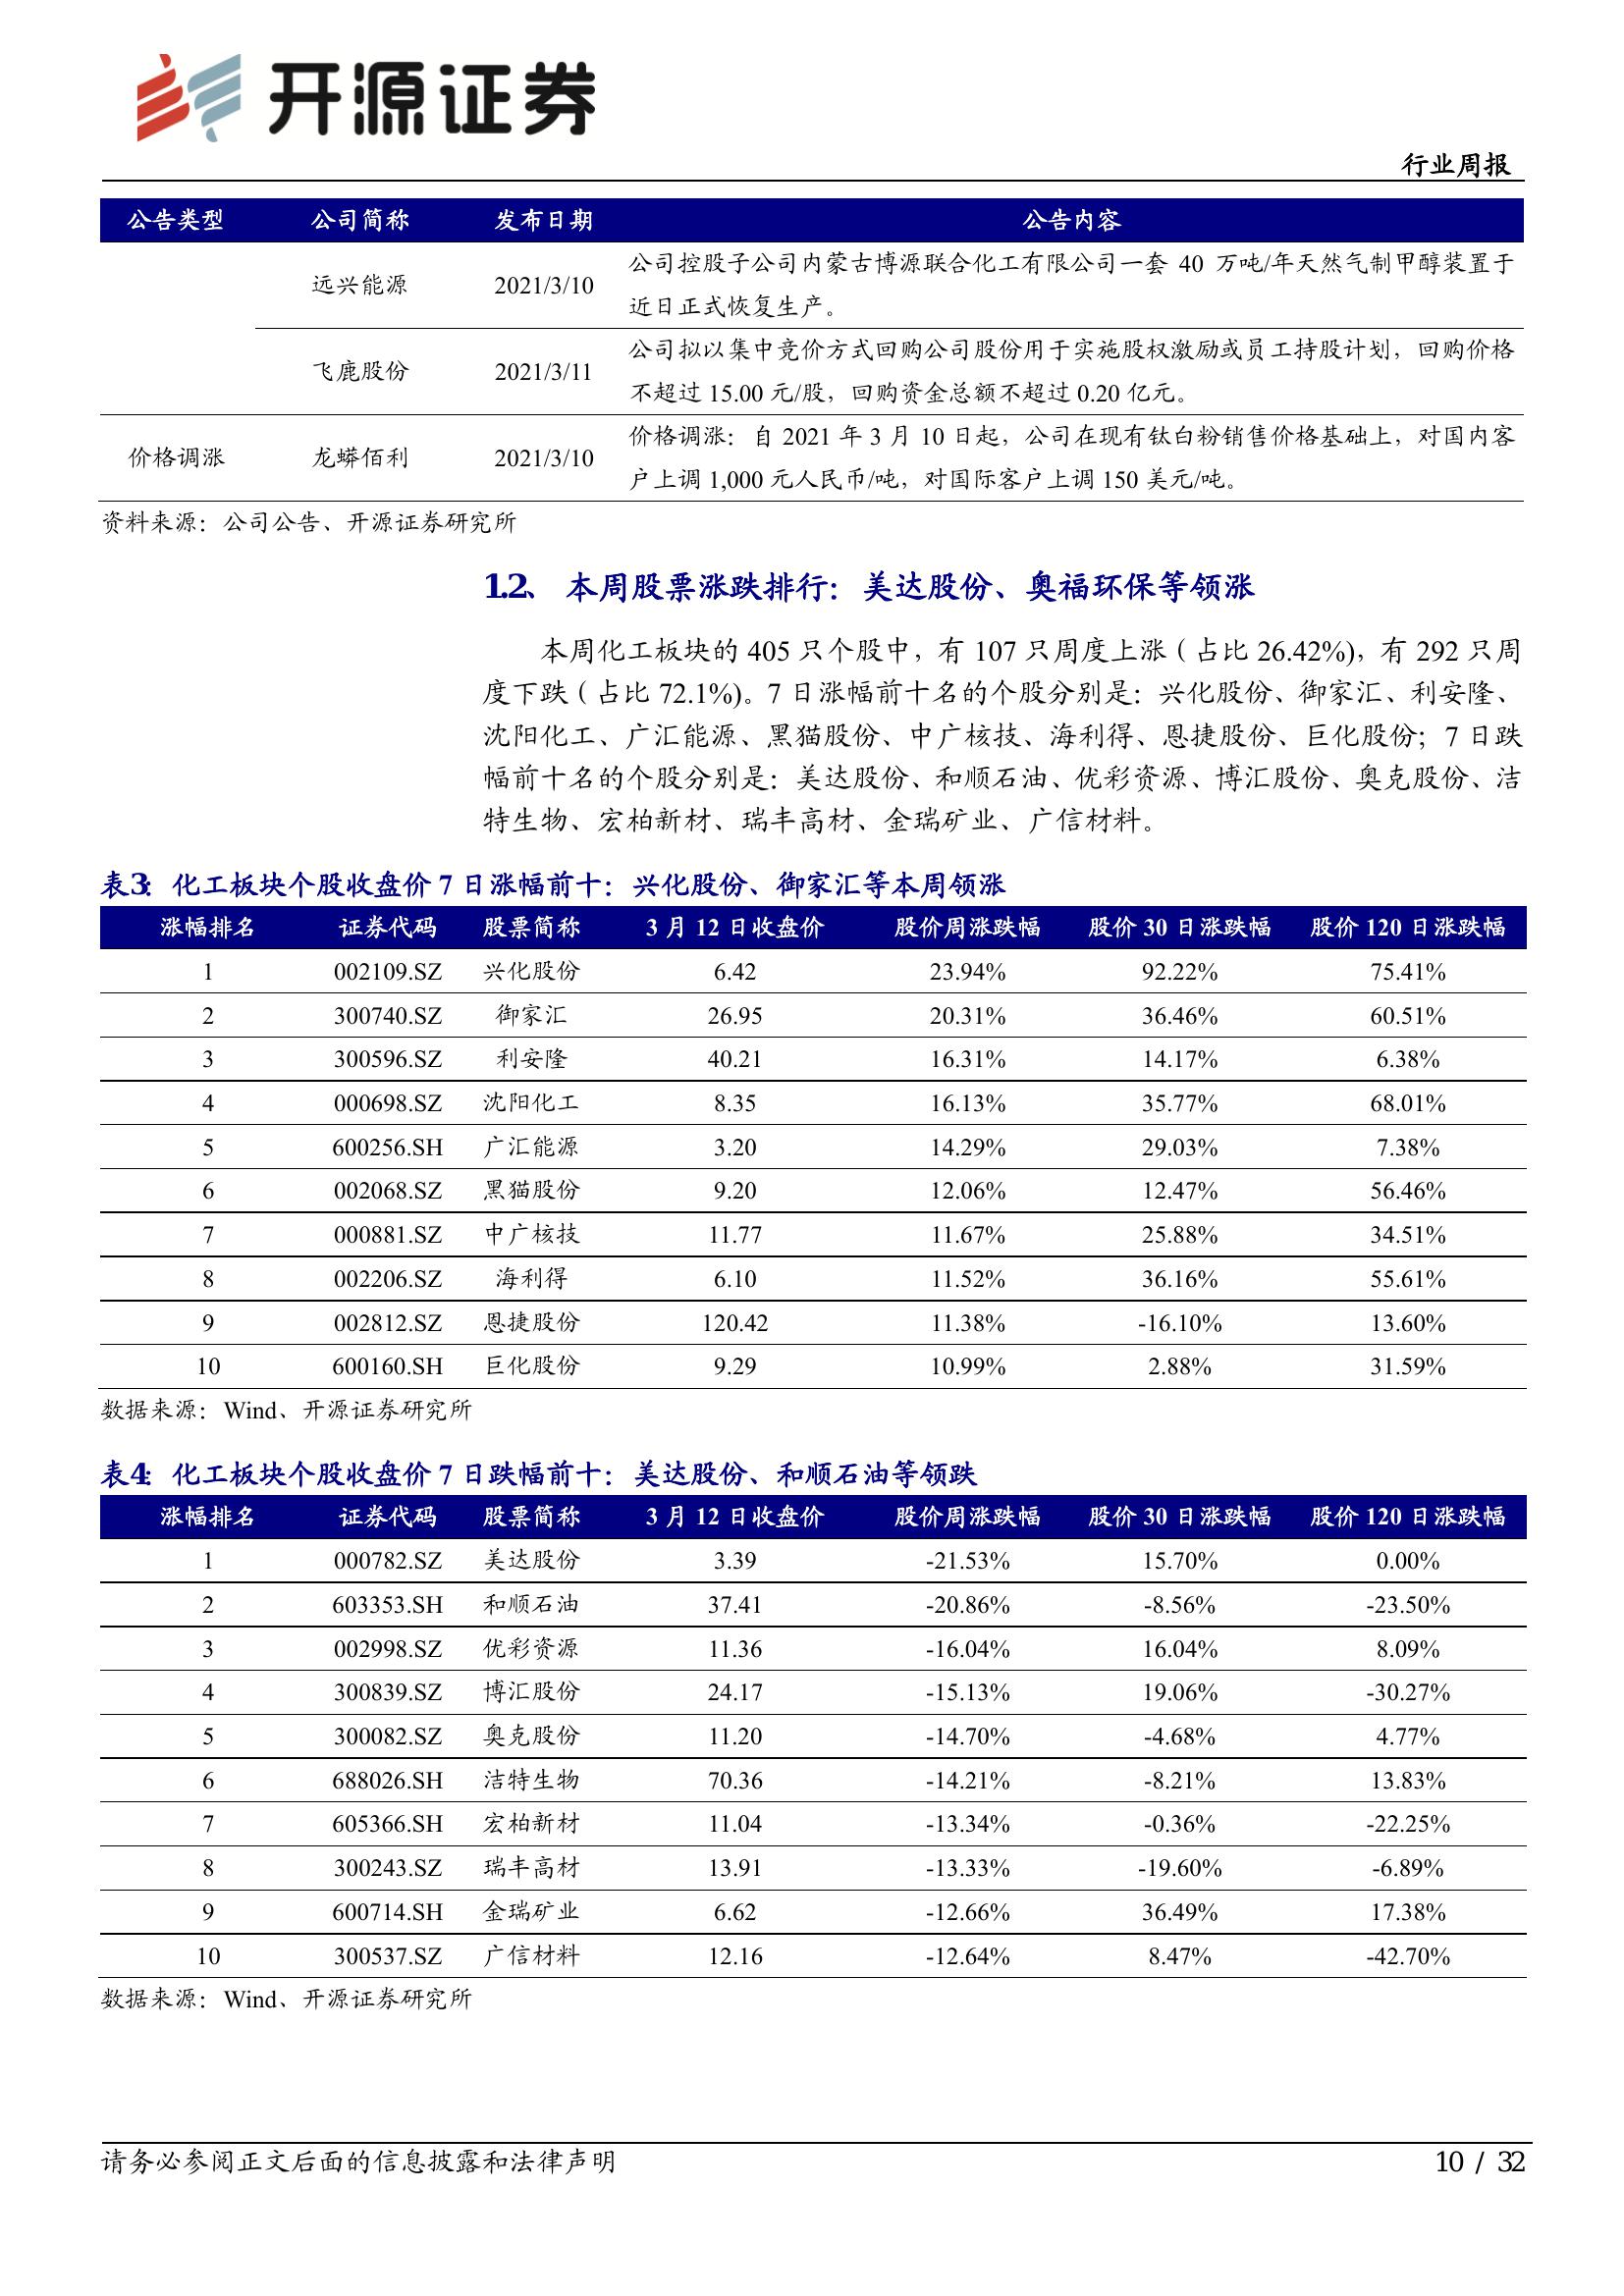 开源证券
行业周报
公告类型 公司简称 发布日期 公告内容
远兴能源 2021/3/10 公司控股子公司内蒙古博源联合化工有限公司一套 40 万吨/年天然气制甲醇装置于
近日正式恢复生产。
飞鹿股份 2021/3/11 公司拟以集中竞价方式回购公司股份用于实施股权激励或员工持股计划，回购价格
不超过 15.00 元/股，回购资金总额不超过 0.20 亿元。
价格调涨 龙蟒佰利 2021/3/10 价格调涨：自 2021 年 3 月 10 日起，公司在现有钛白粉销售价格基础上，对国内客
户上调 1,000 元人民币/吨，对国际客户上调 150 美元/吨。
资料来源：公司公告、开源证券研究所
1.2、 本周股票涨跌排行：美达股份、奥福环保等领涨
本周化工板块的 405 只个股中，有 107 只周度上涨（占比 26.42%)，有 292 只周
度下跌（占比 72.1%)。7 日涨幅前十名的个股分别是：兴化股份、御家汇、利安隆、
沈阳化工、广汇能源、黑猫股份、中广核技、海利得、恩捷股份、巨化股份；7 日跌
幅前十名的个股分别是：美达股份、和顺石油、优彩资源、博汇股份、奥克股份、洁
特生物、宏柏新材、瑞丰高材、金瑞矿业、广信材料。
表3：化工板块个股收盘价 7 日涨幅前十：兴化股份、御家汇等本周领涨
涨幅排名 证券代码 股票简称 3 月 12 日收盘价 股价周涨跌幅 股价 30 日涨跌幅 股价 120 日涨跌幅
1 002109.SZ 兴化股份 6.42 23.94% 92.22% 75.41%
2 300740.SZ 御家汇 26.95 20.31% 36.46% 60.51%
3 300596.SZ 利安隆 40.21 16.31% 14.17% 6.38%
4 000698.SZ 沈阳化工 8.35 16.13% 35.77% 68.01%
5 600256.SH 广汇能源 3.20 14.29% 29.03% 7.38%
6 002068.SZ 黑猫股份 9.20 12.06% 12.47% 56.46%
7 000881.SZ 中广核技 11.77 11.67% 25.88% 34.51%
8 002206.SZ 海利得 6.10 11.52% 36.16% 55.61%
9 002812.SZ 恩捷股份 120.42 11.38% -16.10% 13.60%
10 600160.SH 巨化股份 9.29 10.99% 2.88% 31.59%
数据来源：Wind、开源证券研究所
表4：化工板块个股收盘价 7 日跌幅前十：美达股份、和顺石油等领跌
涨幅排名 证券代码 股票简称 3 月 12 日收盘价 股价周涨跌幅 股价 30 日涨跌幅 股价 120 日涨跌幅
1 000782.SZ 美达股份 3.39 -21.53% 15.70% 0.00%
2 603353.SH 和顺石油 37.41 -20.86% -8.56% -23.50%
3 002998.SZ 优彩资源 11.36 -16.04% 16.04% 8.09%
4 300839.SZ 博汇股份 24.17 -15.13% 19.06% -30.27%
5 300082.SZ 奥克股份 11.20 -14.70% -4.68% 4.77%
6 688026.SH 洁特生物 70.36 -14.21% -8.21% 13.83%
7 605366.SH 宏柏新材 11.04 -13.34% -0.36% -22.25%
8 300243.SZ 瑞丰高材 13.91 -13.33% -19.60% -6.89%
9 600714.SH 金瑞矿业 6.62 -12.66% 36.49% 17.38%
10 300537.SZ 广信材料 12.16 -12.64% 8.47% -42.70%
数据来源：Wind、开源证券研究所
请务必参阅正文后面的信息披露和法律声明 10 / 32